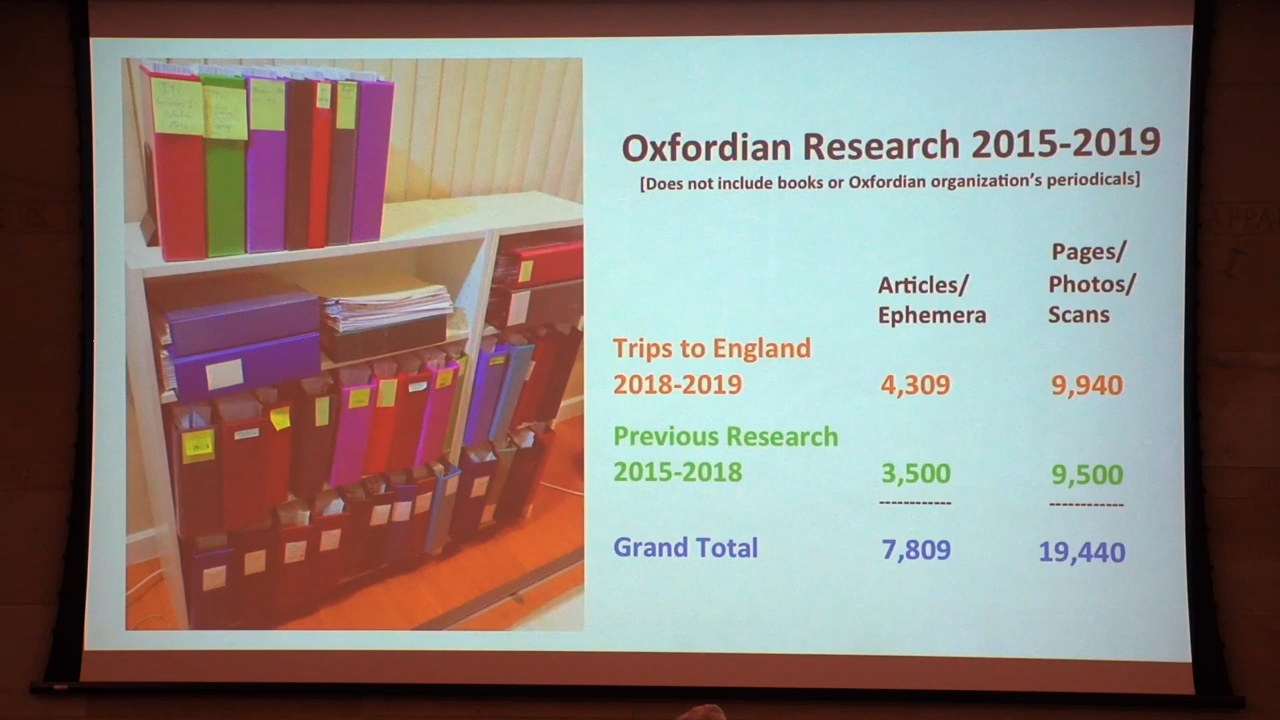 Oxfordian Research 2015-2019
[Does not include books or Oxfordian organization's periodicals]
Articles/
Ephemera
Pages/
Photos/
Scans
Trips to England
2018-2019 4,309 9,940
Previous Research
2015-2018 3,500 9,500
------------ ------------
Grand Total 7,809 19,440